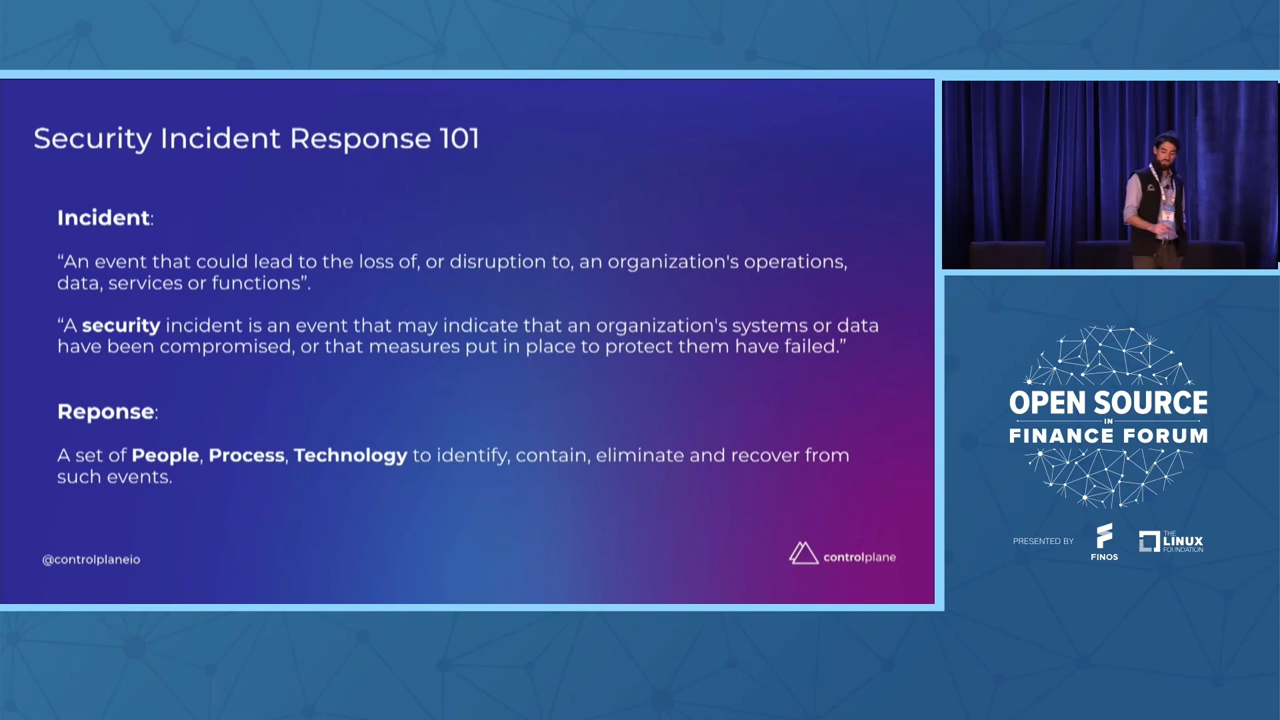 Security Incident Response 101
Incident:
“An event that could lead to the loss of, or disruption to, an organization's operations,
data, services or functions”.
“A security incident is an event that may indicate that an organization's systems or data
have been compromised, or that measures put in place to protect them have failed.”
Reponse:
A set of People, Process, Technology to identify, contain, eliminate and recover from
such events.
@controlplaneio
controlplane
OPEN SOURCE
IN
FINANCE FORUM
PRESENTED BY
FINOS
THE
LINUX
FOUNDATION